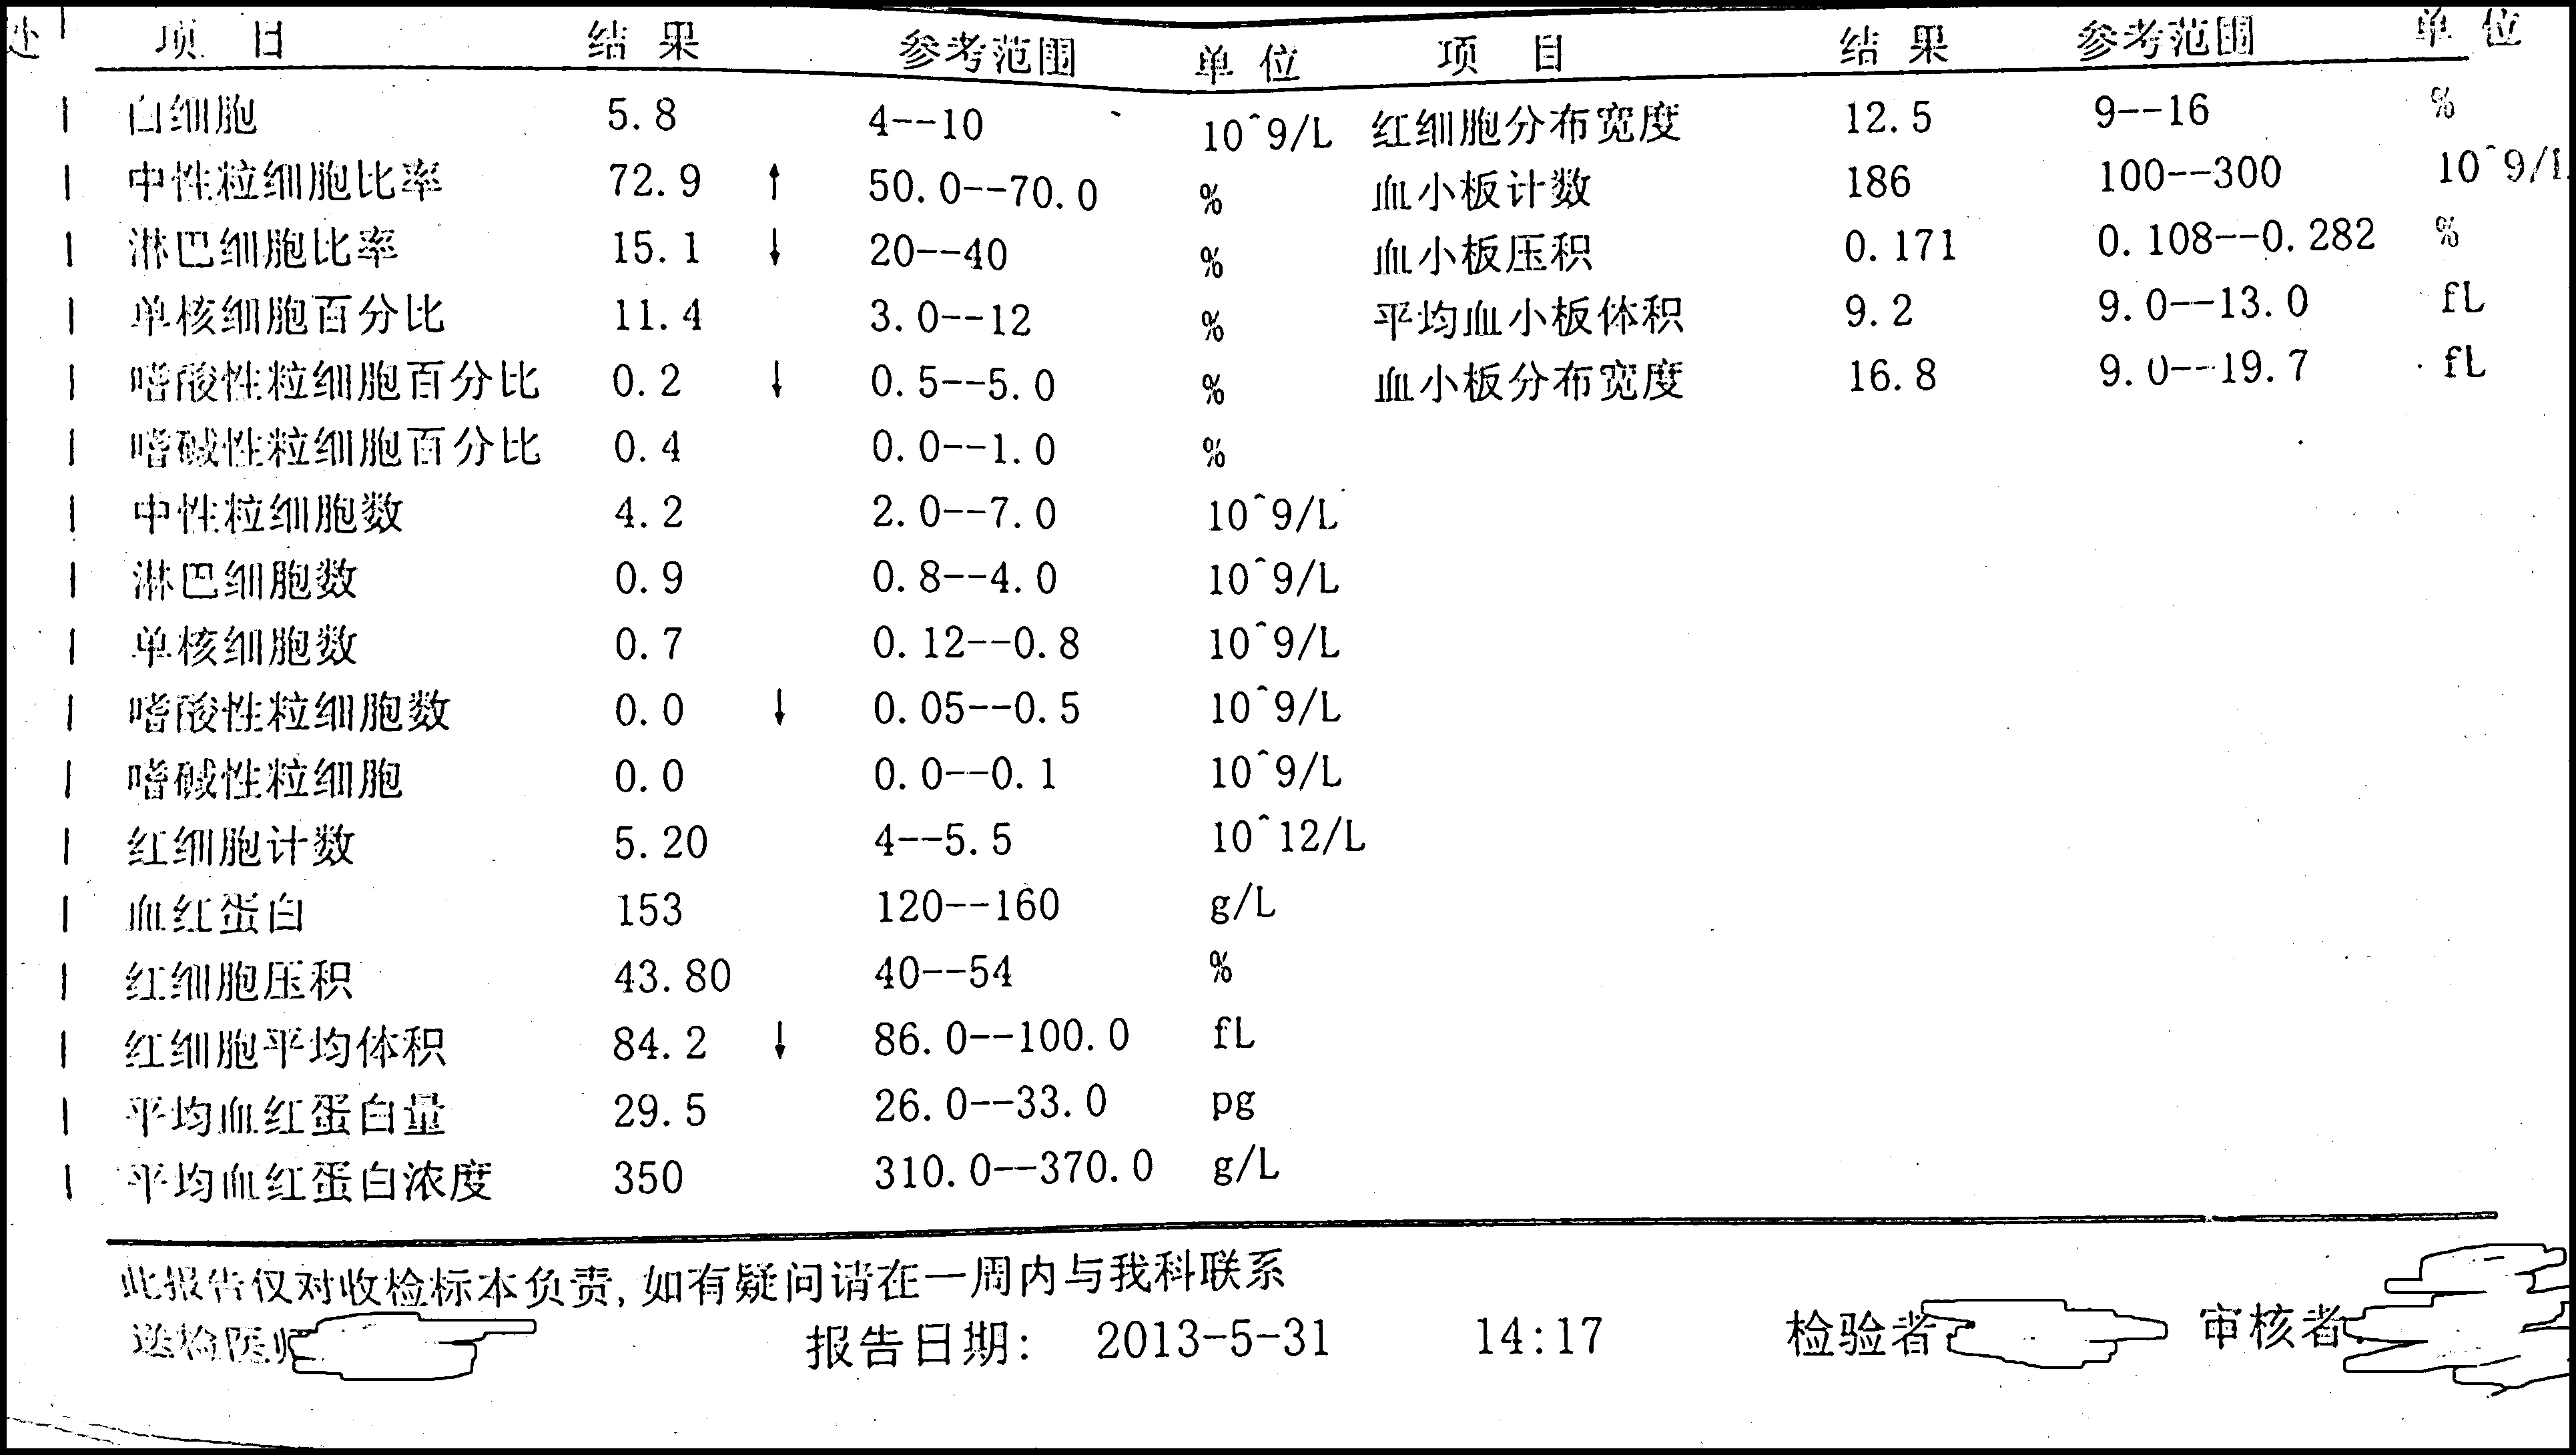 处 项 目 结 果 参考范围 单 位 项 目 结 果 参考范围 单 位
白细胞 5.8 4--10 10^9/L 红细胞分布宽度 12.5 9--16 %
中性粒细胞比率 72.9 ↑ 50.0--70.0 % 血小板计数 186 100--300 10^9/L
淋巴细胞比率 15.1 ↓ 20--40 % 血小板压积 0.171 0.108--0.282 %
单核细胞百分比 11.4 3.0--12 % 平均血小板体积 9.2 9.0--13.0 fL
嗜酸性粒细胞百分比 0.2 ↓ 0.5--5.0 % 血小板分布宽度 16.8 9.0--19.7 fL
嗜碱性粒细胞百分比 0.4 0.0--1.0 %
中性粒细胞数 4.2 2.0--7.0 10^9/L
淋巴细胞数 0.9 0.8--4.0 10^9/L
单核细胞数 0.7 0.12--0.8 10^9/L
嗜酸性粒细胞数 0.0 ↓ 0.05--0.5 10^9/L
嗜碱性粒细胞 0.0 0.0--0.1 10^9/L
红细胞计数 5.20 4--5.5 10^12/L
血红蛋白 153 120--160 g/L
红细胞压积 43.80 40--54 %
红细胞平均体积 84.2 ↓ 86.0--100.0 fL
平均血红蛋白量 29.5 26.0--33.0 pg
平均血红蛋白浓度 350 310.0--370.0 g/L
此报告仅对收检标本负责,如有疑问请在一周内与我科联系
送检医师 报告日期: 2013-5-31 14:17 检验者 审核者